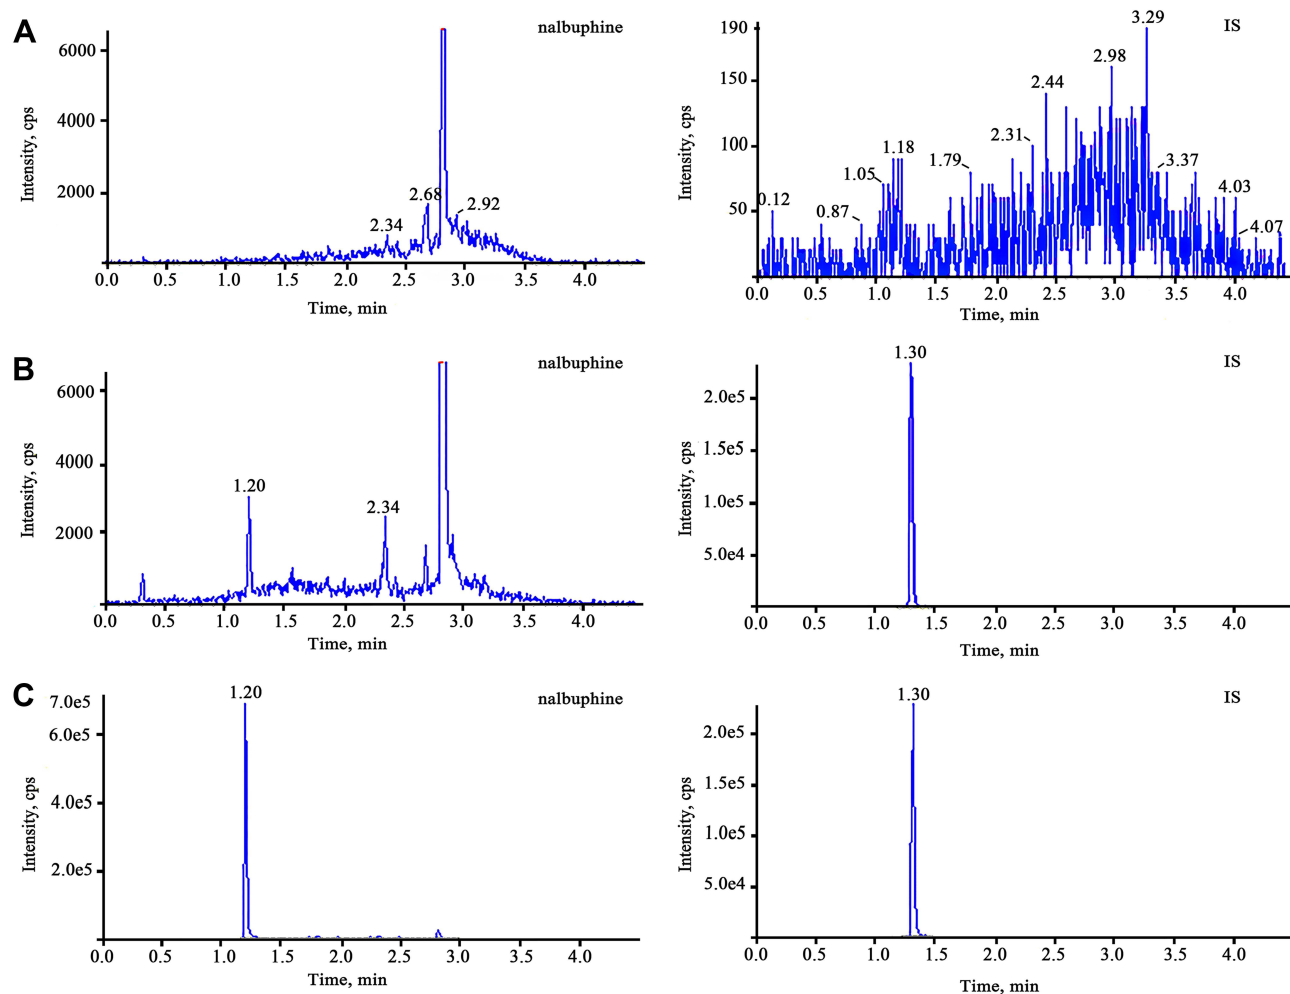 A
nalbuphine
Intensity, cps
6000
4000
2000
0
2.34
2.68
2.92
0.0 0.5 1.0 1.5 2.0 2.5 3.0 3.5 4.0
Time, min
IS
Intensity, cps
190
150
100
50
0
0.12
0.87
1.05
1.18
1.79
2.31
2.44
2.98
3.29
3.37
4.03
4.07
0.0 0.5 1.0 1.5 2.0 2.5 3.0 3.5 4.0
Time, min
B
nalbuphine
Intensity, cps
6000
4000
2000
0
1.20
2.34
0.0 0.5 1.0 1.5 2.0 2.5 3.0 3.5 4.0
Time, min
IS
Intensity, cps
2.0e5
1.5e5
1.0e5
5.0e4
1.30
0.0 0.5 1.0 1.5 2.0 2.5 3.0 3.5 4.0
Time, min
C
nalbuphine
Intensity, cps
7.0e5
6.0e5
4.0e5
2.0e5
1.20
0.0 0.5 1.0 1.5 2.0 2.5 3.0 3.5 4.0
Time, min
IS
Intensity, cps
2.0e5
1.5e5
1.0e5
5.0e4
1.30
0.0 0.5 1.0 1.5 2.0 2.5 3.0 3.5 4.0
Time, min